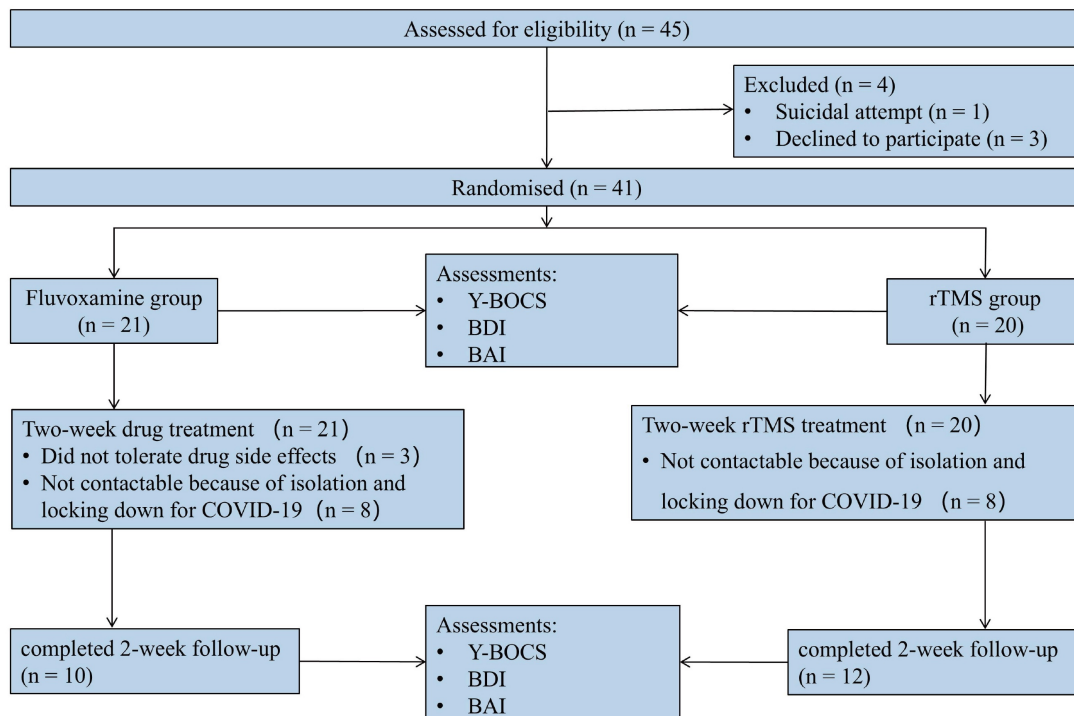 Assessed for eligibility (n = 45)
Excluded (n = 4)
• Suicidal attempt (n = 1)
• Declined to participate (n = 3)
Randomised (n = 41)
Fluvoxamine group
(n = 21)
Assessments:
• Y-BOCS
• BDI
• BAI
rTMS group
(n = 20)
Two-week drug treatment （n = 21)
• Did not tolerate drug side effects（n = 3)
• Not contactable because of isolation and
locking down for COVID-19（n = 8)
Two-week rTMS treatment （n = 20)
• Not contactable because of isolation and
locking down for COVID-19（n = 8)
completed 2-week follow-up
(n = 10)
Assessments:
• Y-BOCS
• BDI
• BAI
completed 2-week follow-up
(n = 12)